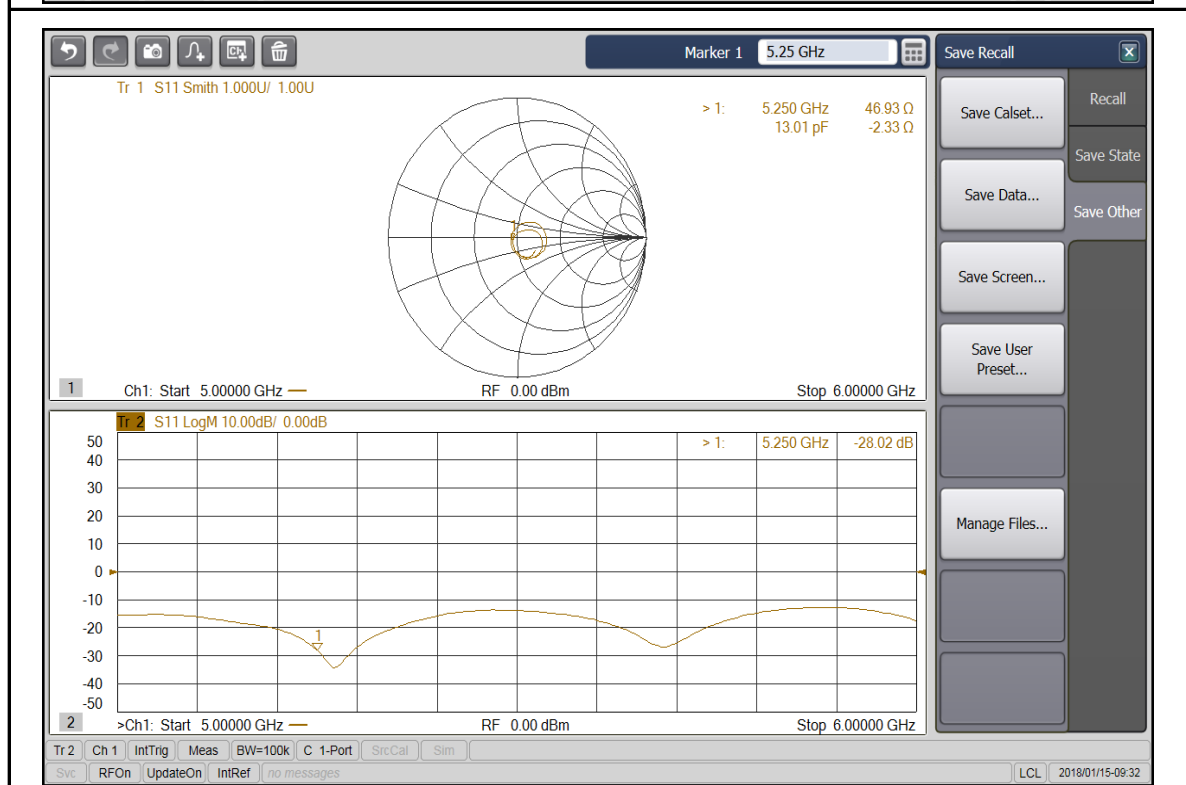 Marker 1 5.25 GHz
Save Recall
Tr 1 S11 Smith 1.000U/ 1.00U
> 1: 5.250 GHz 46.93 Ω
13.01 pF -2.33 Ω
1
1 Ch1: Start 5.00000 GHz RF 0.00 dBm Stop 6.00000 GHz
Tr 2 S11 LogM 10.00dB/ 0.00dB
> 1: 5.250 GHz -28.02 dB
50
40
30
20
10
0
-10
-20
1
-30
-40
-50
2 >Ch1: Start 5.00000 GHz RF 0.00 dBm Stop 6.00000 GHz
Save Calset...
Save Data...
Save Screen...
Save User
Preset...
Manage Files...
Recall
Save State
Save Other
Tr 2 Ch 1 IntTrig Meas BW=100k C 1-Port SrcCal Sim
Svc RFOn UpdateOn IntRef no messages LCL 2018/01/15-09:32